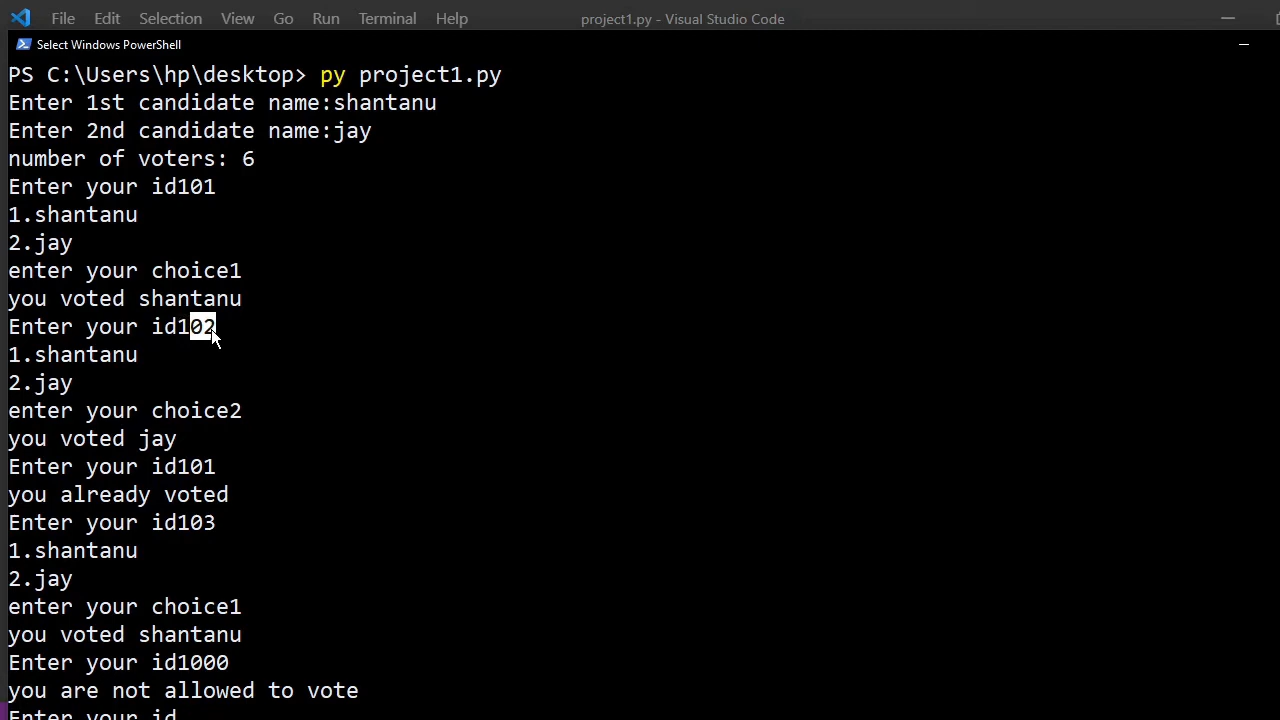 File Edit Selection View Go Run Terminal Help project1.py - Visual Studio Code
Select Windows PowerShell
PS C:\Users\hp\desktop> py project1.py
Enter 1st candidate name:shantanu
Enter 2nd candidate name:jay
number of voters: 6
Enter your id101
1.shantanu
2.jay
enter your choice1
you voted shantanu
Enter your id102
1.shantanu
2.jay
enter your choice2
you voted jay
Enter your id101
you already voted
Enter your id103
1.shantanu
2.jay
enter your choice1
you voted shantanu
Enter your id1000
you are not allowed to vote
Enter your id